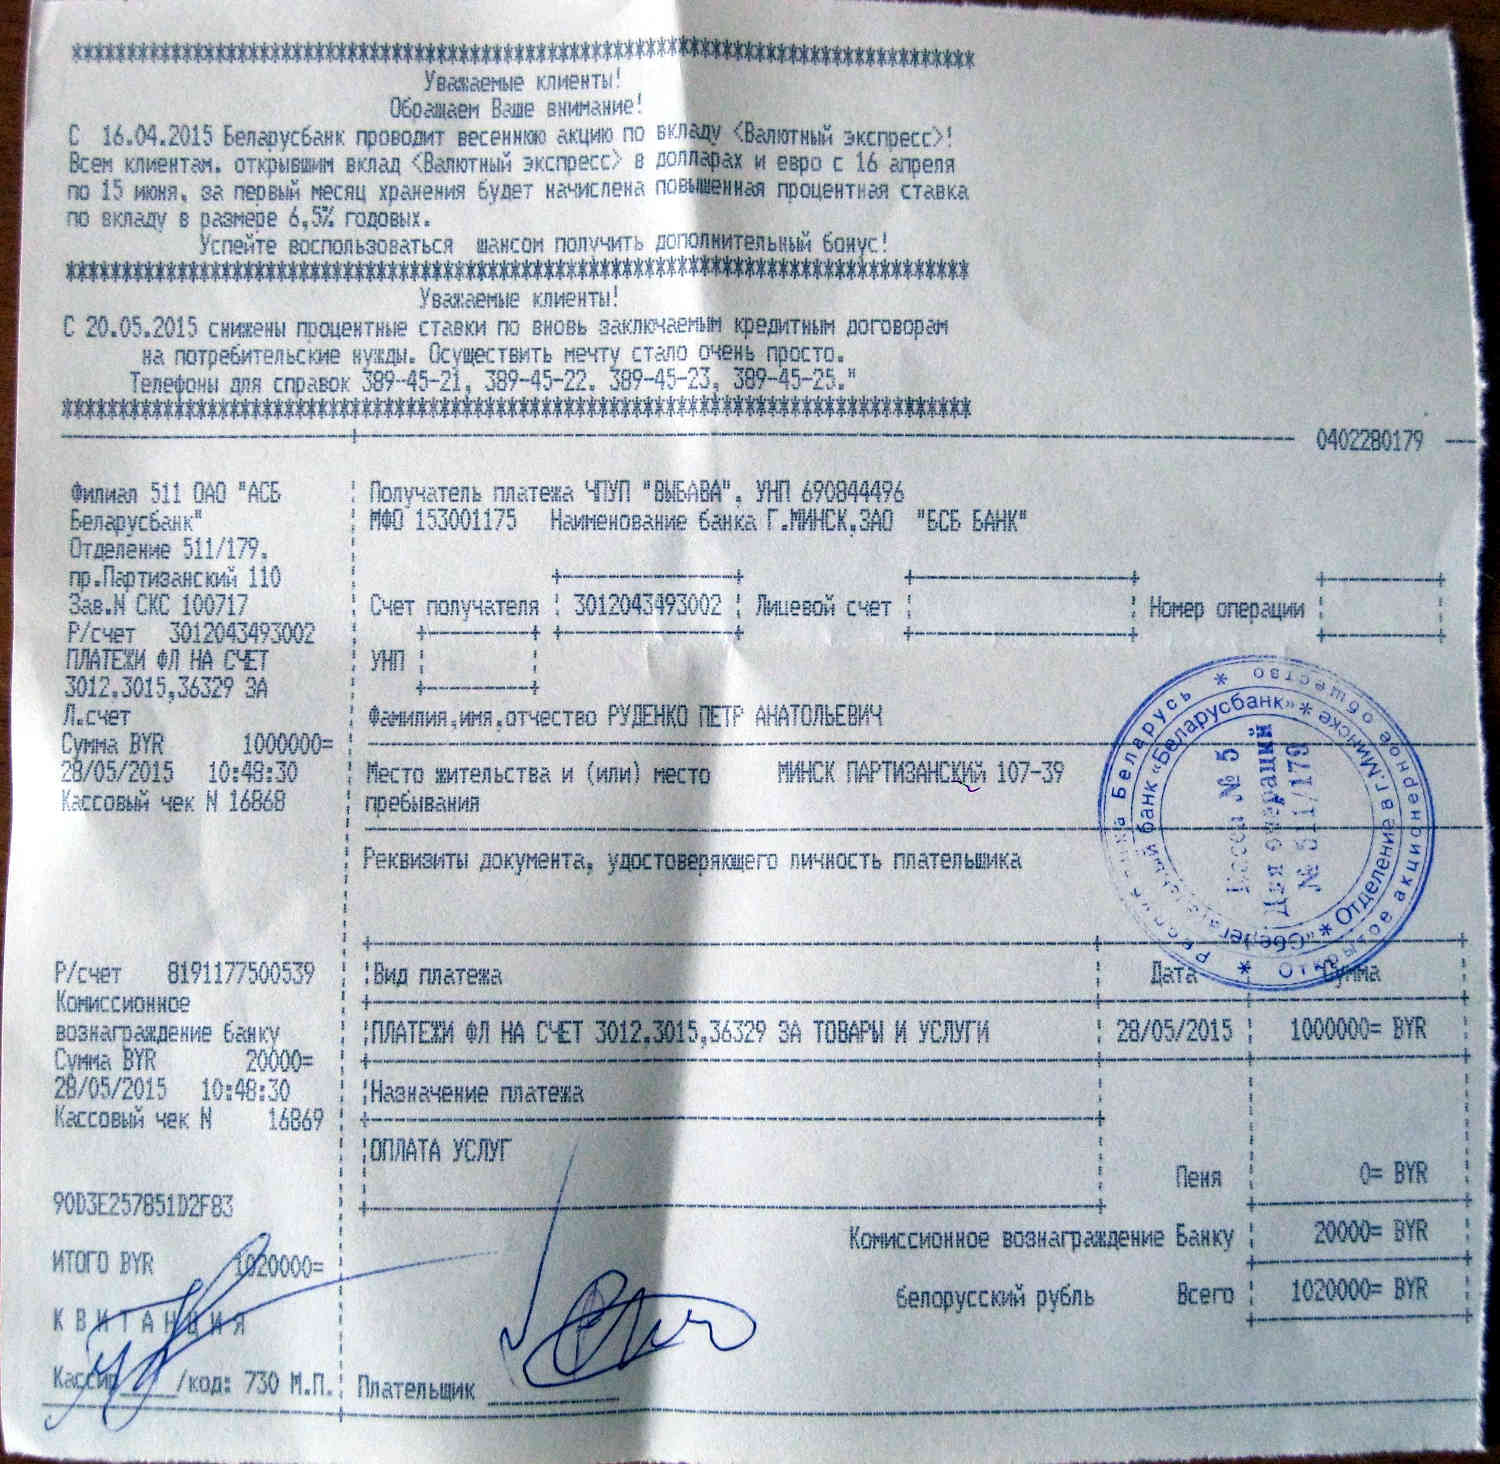 Уважаемые клиенты!
Обращаем Ваше внимание!
С 16.04.2015 Беларусбанк проводит весеннюю акцию по вкладу <Валютный экспресс>!
Всем клиентам. открывшим вклад <Валютный экспресс> в долларах и евро с 16 апреля
по 15 июня, за первый месяц хранения будет начислена повышенная процентная ставка
по вкладу в размере 6,5% годовых.
Успейте воспользоваться шансом получить дополнительный бонус!
Уважаемые клиенты!
С 20.05.2015 снижены процентные ставки по вновь заключаемым кредитным договорам
на потребительские нужды. Осуществить мечту стало очень просто.
Телефоны для справок 389-45-21, 389-45-22. 389-45-23, 389-45-25."
0402280179
Филиал 511 ОАО "АСБ
Беларусбанк"
Отделение 511/179.
пр.Партизанский 110
Зав.N СКС 100717
Р/счет 3012043493002
ПЛАТЕЖИ ФЛ НА СЧЕТ
3012.3015,36329 ЗА
Л.счет
Сумма BYR 1000000=
28/05/2015 10:48:30
Кассовый чек N 16868
Р/счет 8191177500539
Комиссионное
вознаграждение банку
Сумма BYR 20000=
28/05/2015 10:48:30
Кассовый чек N 16869
90D3E257851D2F83
ИТОГО BYR 1020000=
КВИТАНЦИЯ
Кассир____/код: 730 М.П.
Получатель платежа ЧПУП "ВЫБАВА", УНП 690844496
МФО 153001175 Наименование банка Г.МИНСК,ЗАО "БСБ БАНК"
Счет получателя 3012043493002 Лицевой счет Номер операции
УНП
Фамилия,имя,отчество РУДЕНКО ПЕТР АНАТОЛЬЕВИЧ
Место жительства и (или) место МИНСК ПАРТИЗАНСКИЙ 107-39
пребывания
Реквизиты документа, удостоверяющего личность плательщика
Вид платежа Дата Сумма
ПЛАТЕЖИ ФЛ НА СЧЕТ 3012.3015,36329 ЗА ТОВАРЫ И УСЛУГИ 28/05/2015 1000000= BYR
Назначение платежа
ОПЛАТА УСЛУГ
Пеня 0= BYR
Комиссионное вознаграждение Банку 20000= BYR
белорусский рубль Всего 1020000= BYR
Плательщик
Республика Беларусь * Открытое акционерное общество *
«Сберегательный банк «Беларусбанк» * Отделение в г.Минске *
Касса № 5
Для операций
№ 511/179